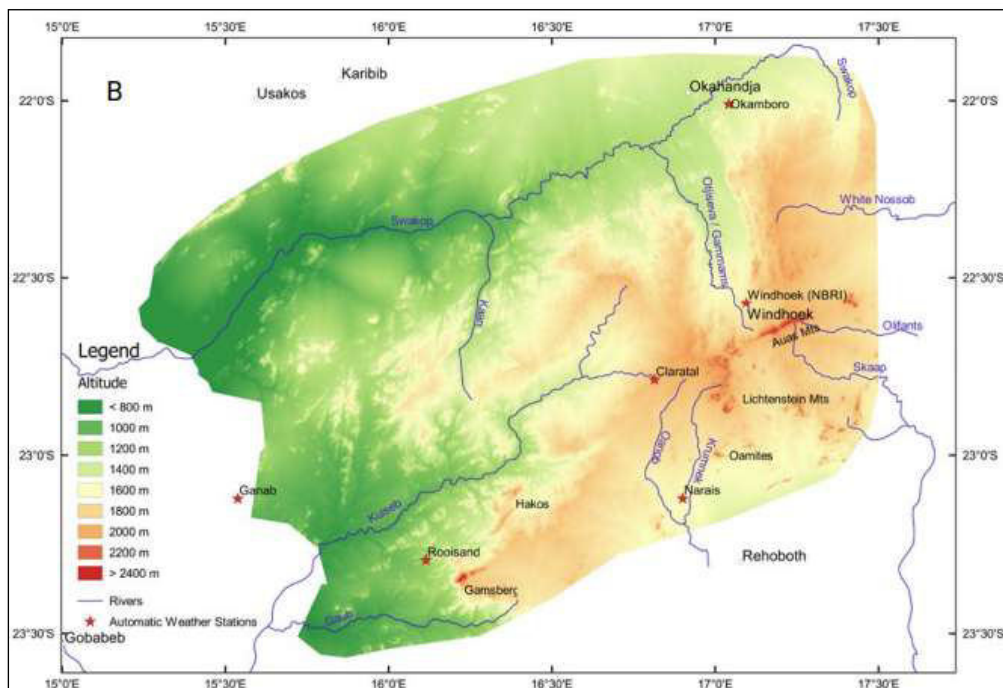 15°0'E 15°30'E 16°0'E 16°30'E 17°0'E 17°30'E
B
Karibib
Usakos
22°0'S
22°0'S
Okahandja
Okamboro
Swakop
Otjiseva / Gammams
White Nossob
Swakop
Kaan
22°30'S
22°30'S
Windhoek (NBRI)
Windhoek
Auas Mts
Olifants
Skaap
Claratal
Lichtenstein Mts
Oanob
Krumnek
Oamites
23°0'S
23°0'S
Ganab
Kuiseb
Hakos
Narais
Rooisand
Gamsberg
Rehoboth
Gaub
23°30'S
23°30'S
Gobabeb
Legend
Altitude
< 800 m
1000 m
1200 m
1400 m
1600 m
1800 m
2000 m
2200 m
> 2400 m
Rivers
Automatic Weather Stations
15°0'E 15°30'E 16°0'E 16°30'E 17°0'E 17°30'E